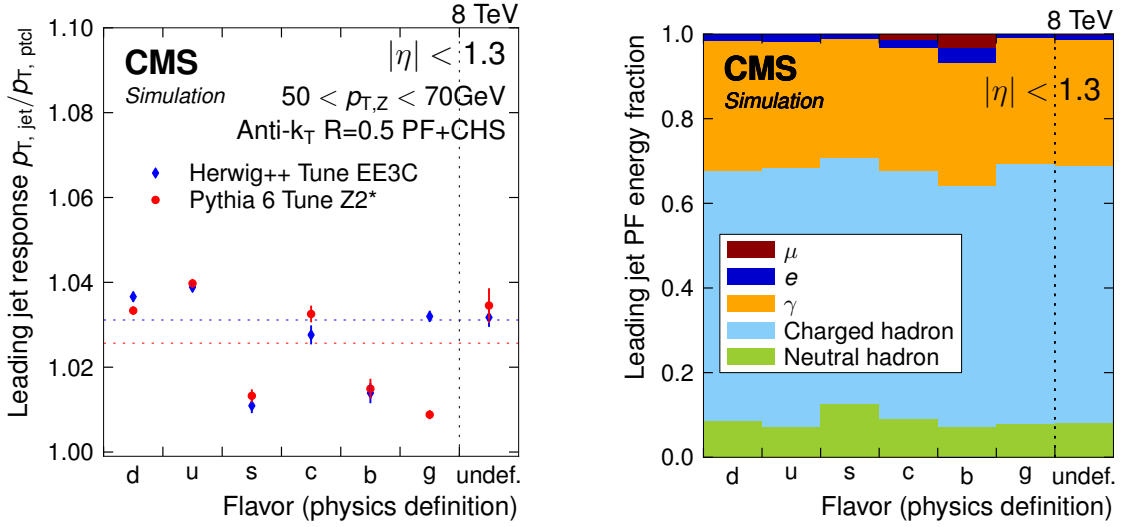 8 TeV
CMS
Simulation
|η| < 1.3
50 < p_T,Z < 70GeV
Anti-k_T R=0.5 PF+CHS
Herwig++ Tune EE3C
Pythia 6 Tune Z2*
Leading jet response p_T, jet/p_T, ptcl
1.10
1.08
1.06
1.04
1.02
1.00
d u s c b g undef.
Flavor (physics definition)
8 TeV
CMS
Simulation
|η| < 1.3
μ
e
γ
Charged hadron
Neutral hadron
Leading jet PF energy fraction
1.0
0.8
0.6
0.4
0.2
0.0
d u s c b g undef.
Flavor (physics definition)